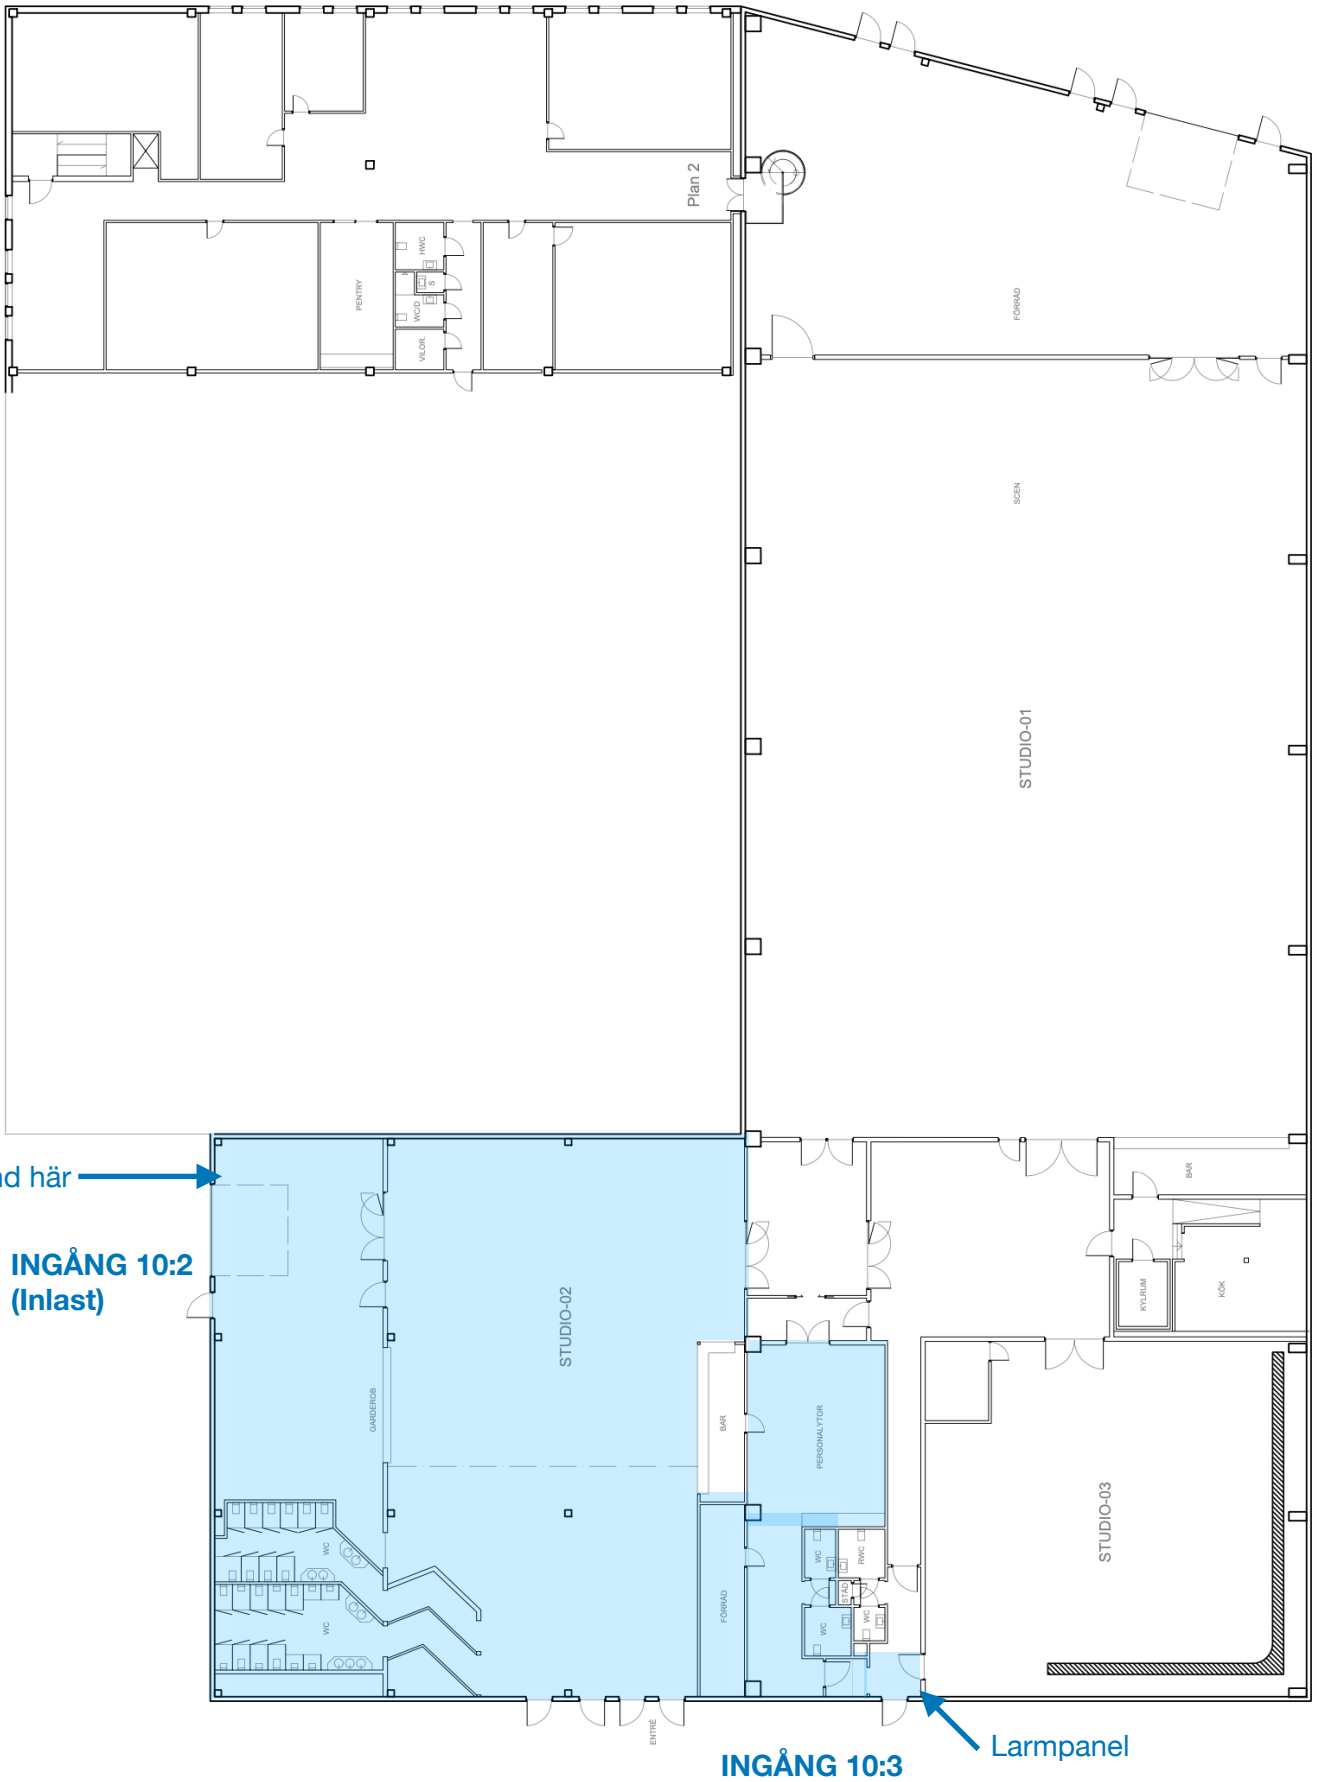 Plan 2
HWC
S
WC/D
VILOR.
PENTRY
FÖRRÅD
SCEN
STUDIO-01
BAR
KYLRUM
KÖK
här
INGÅNG 10:2
(Inlast)
STUDIO-02
GARDEROB
BAR
PERSONALYTOR
STUDIO-03
WC
WC
FÖRRÅD
WC
RWC
STÄD
WC
WC
ENTRÉ
Larmpanel
INGÅNG 10:3